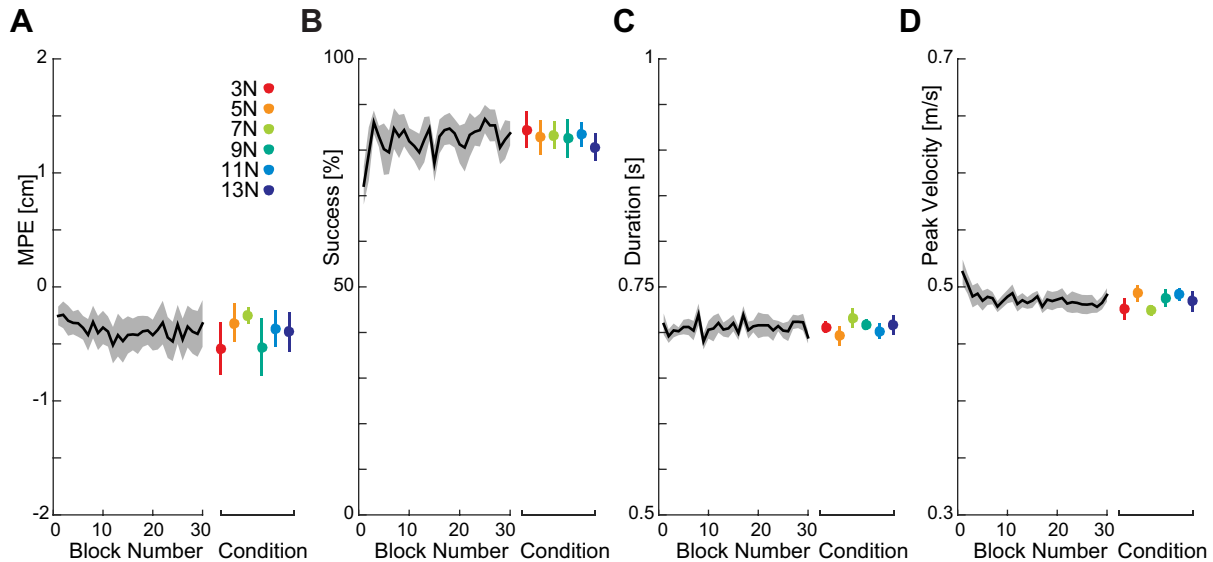 A
MPE [cm]
2
1
0
-1
-2
3N
5N
7N
9N
11N
13N
0 10 20 30
Block Number
Condition
B
Success [%]
100
50
0
0 10 20 30
Block Number
Condition
C
Duration [s]
1
0.75
0.5
0 10 20 30
Block Number
Condition
D
Peak Velocity [m/s]
0.7
0.5
0.3
0 10 20 30
Block Number
Condition